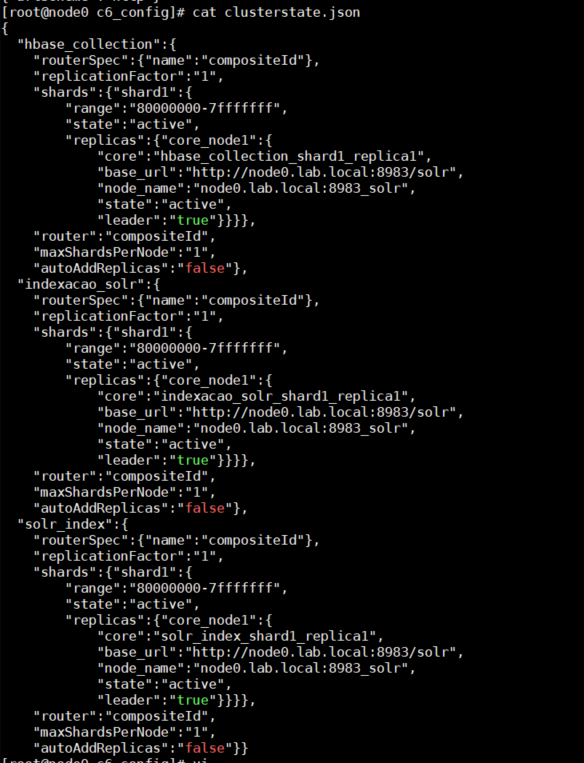 [root@node0 c6_config]# cat clusterstate.json
{
  "hbase_collection":{
    "routerSpec":{"name":"compositeId"},
    "replicationFactor":"1",
    "shards":{"shard1":{
        "range":"80000000-7fffffff",
        "state":"active",
        "replicas":{"core_node1":{
            "core":"hbase_collection_shard1_replica1",
            "base_url":"http://node0.lab.local:8983/solr",
            "node_name":"node0.lab.local:8983_solr",
            "state":"active",
            "leader":"true"}}}},
    "router":"compositeId",
    "maxShardsPerNode":"1",
    "autoAddReplicas":"false"},
  "indexacao_solr":{
    "routerSpec":{"name":"compositeId"},
    "replicationFactor":"1",
    "shards":{"shard1":{
        "range":"80000000-7fffffff",
        "state":"active",
        "replicas":{"core_node1":{
            "core":"indexacao_solr_shard1_replica1",
            "base_url":"http://node0.lab.local:8983/solr",
            "node_name":"node0.lab.local:8983_solr",
            "state":"active",
            "leader":"true"}}}},
    "router":"compositeId",
    "maxShardsPerNode":"1",
    "autoAddReplicas":"false"},
  "solr_index":{
    "routerSpec":{"name":"compositeId"},
    "replicationFactor":"1",
    "shards":{"shard1":{
        "range":"80000000-7fffffff",
        "state":"active",
        "replicas":{"core_node1":{
            "core":"solr_index_shard1_replica1",
            "base_url":"http://node0.lab.local:8983/solr",
            "node_name":"node0.lab.local:8983_solr",
            "state":"active",
            "leader":"true"}}}},
    "router":"compositeId",
    "maxShardsPerNode":"1",
    "autoAddReplicas":"false"}}
[root@node0 c6_config]# vi